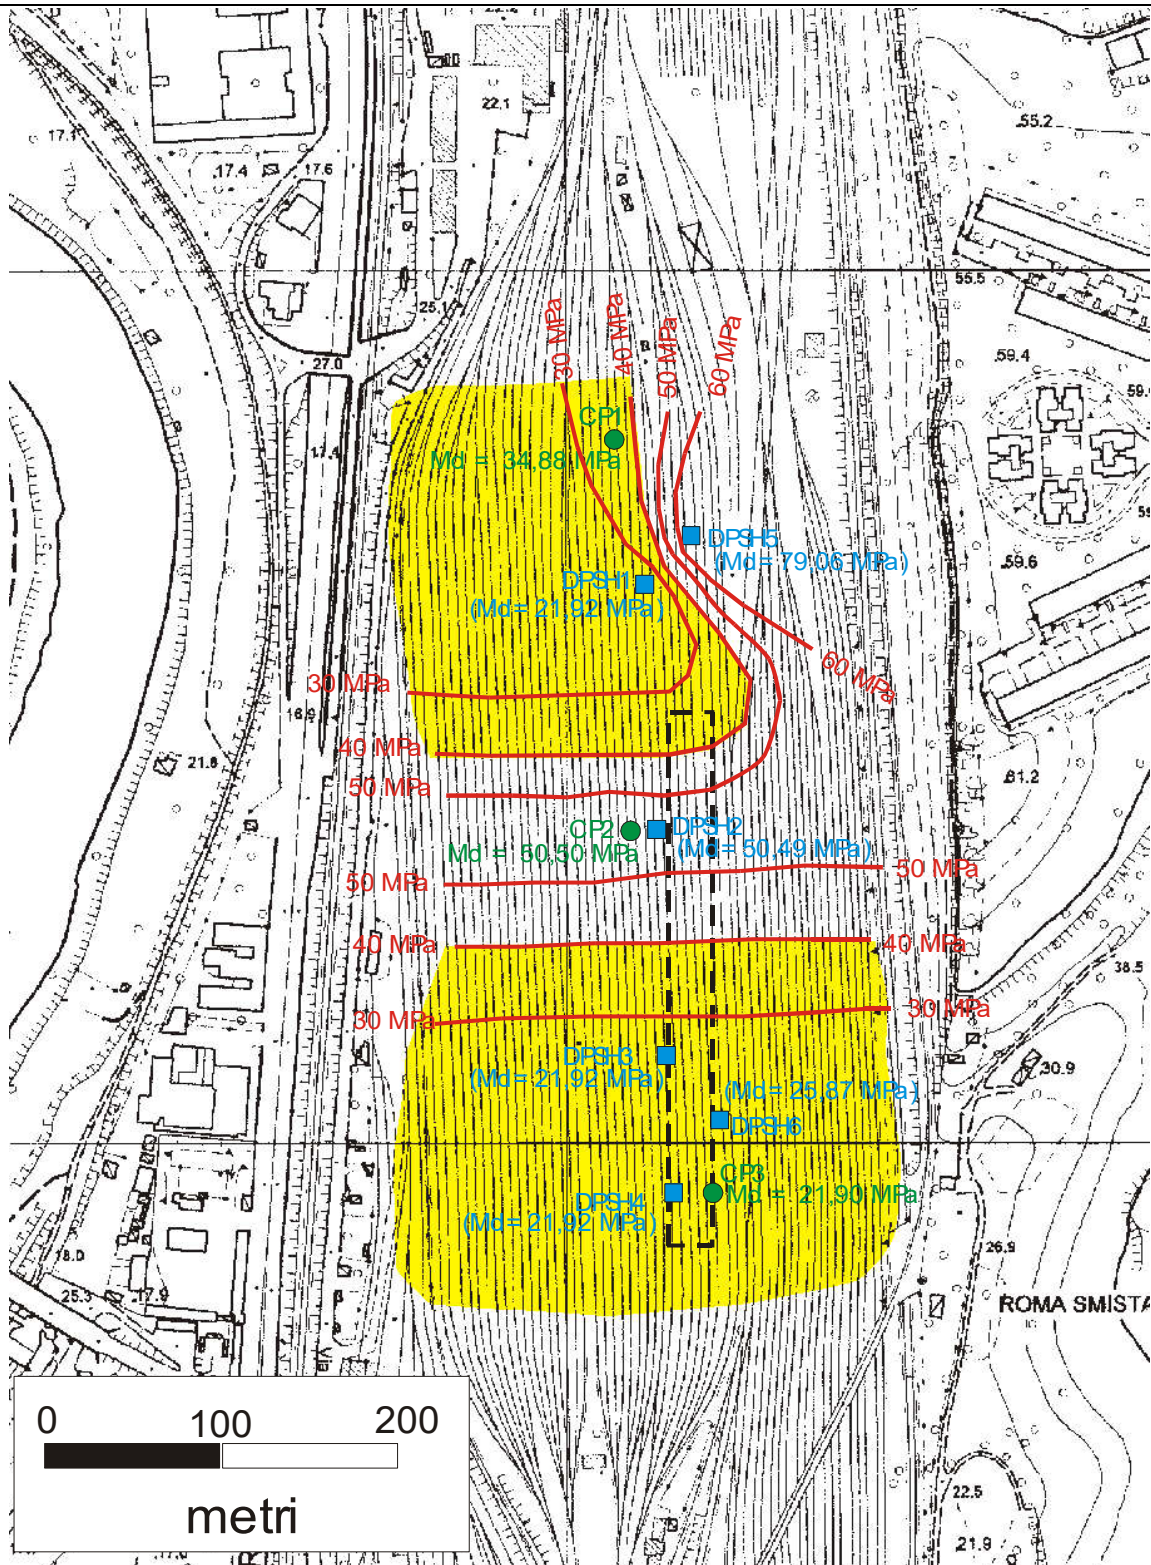 22.1
55.2
17.1
17.4
17.6
55.5
25.1
59.4
27.0
30 MPa
40 MPa
50 MPa
60 MPa
CP1
Md = 34,88 MPa
17.4
DPSH5
(Md= 79,06 MPa)
59.6
DPSH1
(Md= 21,92 MPa)
60 MPa
30 MPa
16.9
40 MPa
21.6
61.2
50 MPa
CP2
DPSH2
Md = 50,50 MPa
(Md= 50,49 MPa)
50 MPa
50 MPa
40 MPa
40 MPa
38.5
30 MPa
30 MPa
DPSH3
(Md= 21,92 MPa)
30.9
(Md= 25,87 MPa)
DPSH6
CP3
DPSH4
Md = 21,90 MPa
(Md= 21,92 MPa)
18.0
26.9
25.3
17.9
ROMA SMISTA
Via
0 100 200
metri
22.5
21.9